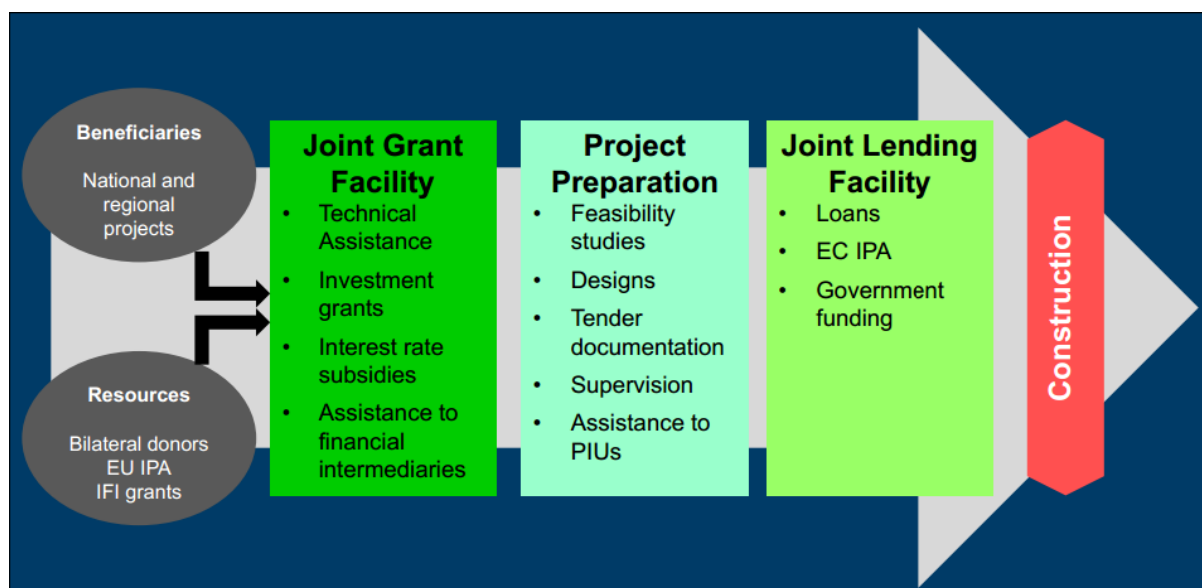 Beneficiaries
National and
regional
projects
Resources
Bilateral donors
EU IPA
IFI grants
Joint Grant
Facility
• Technical
Assistance
• Investment
grants
• Interest rate
subsidies
• Assistance to
financial
intermediaries
Project
Preparation
• Feasibility
studies
• Designs
• Tender
documentation
• Supervision
• Assistance to
PIUs
Joint Lending
Facility
• Loans
• EC IPA
• Government
funding
Construction